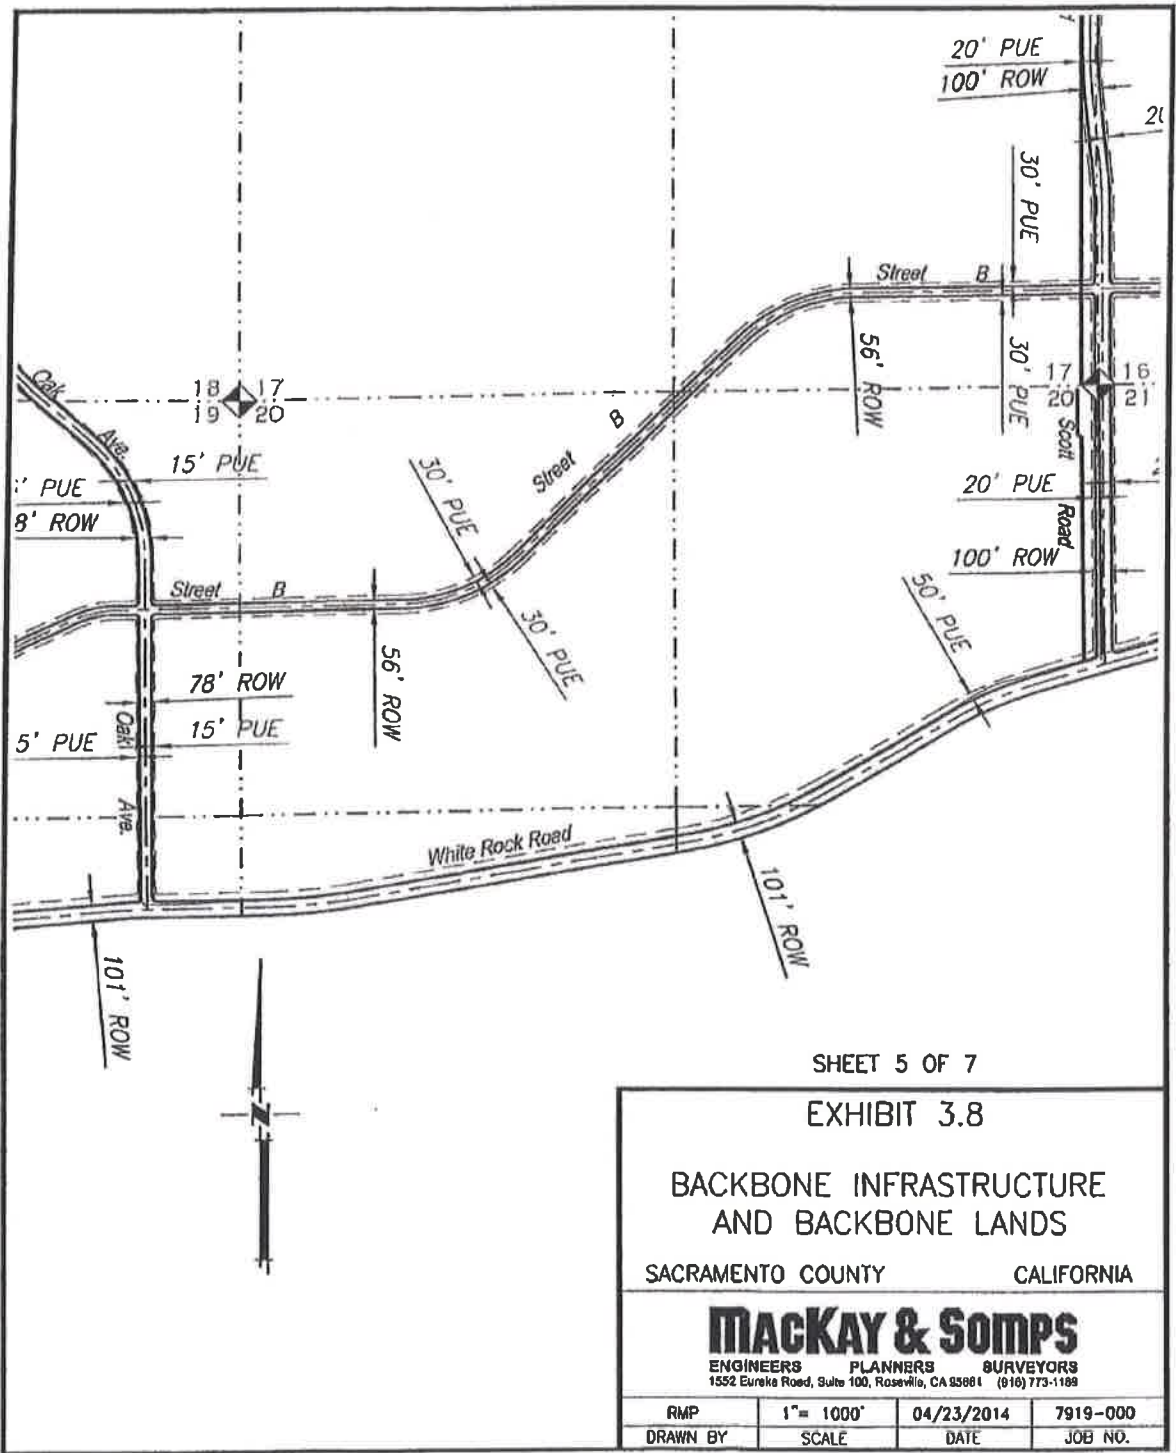 20' PUE
100' ROW
30' PUE
Street B
56' ROW
30' PUE
18 17
19 20
17 16
20 21
Oak
Ave.
15' PUE
' PUE
8' ROW
Street B
30' PUE
30' PUE
Scott Road
20' PUE
100' ROW
50' PUE
Street B
56' ROW
78' ROW
15' PUE
5' PUE
Oak
Ave.
White Rock Road
101' ROW
101' ROW
N
SHEET 5 OF 7
EXHIBIT 3.8
BACKBONE INFRASTRUCTURE
AND BACKBONE LANDS
SACRAMENTO COUNTY CALIFORNIA
MACKAY & SOMPS
ENGINEERS PLANNERS SURVEYORS
1552 Eureka Road, Suite 100, Roseville, CA 95661 (916) 773-1189
RMP 1"= 1000' 04/23/2014 7919-000
DRAWN BY SCALE DATE JOB NO.